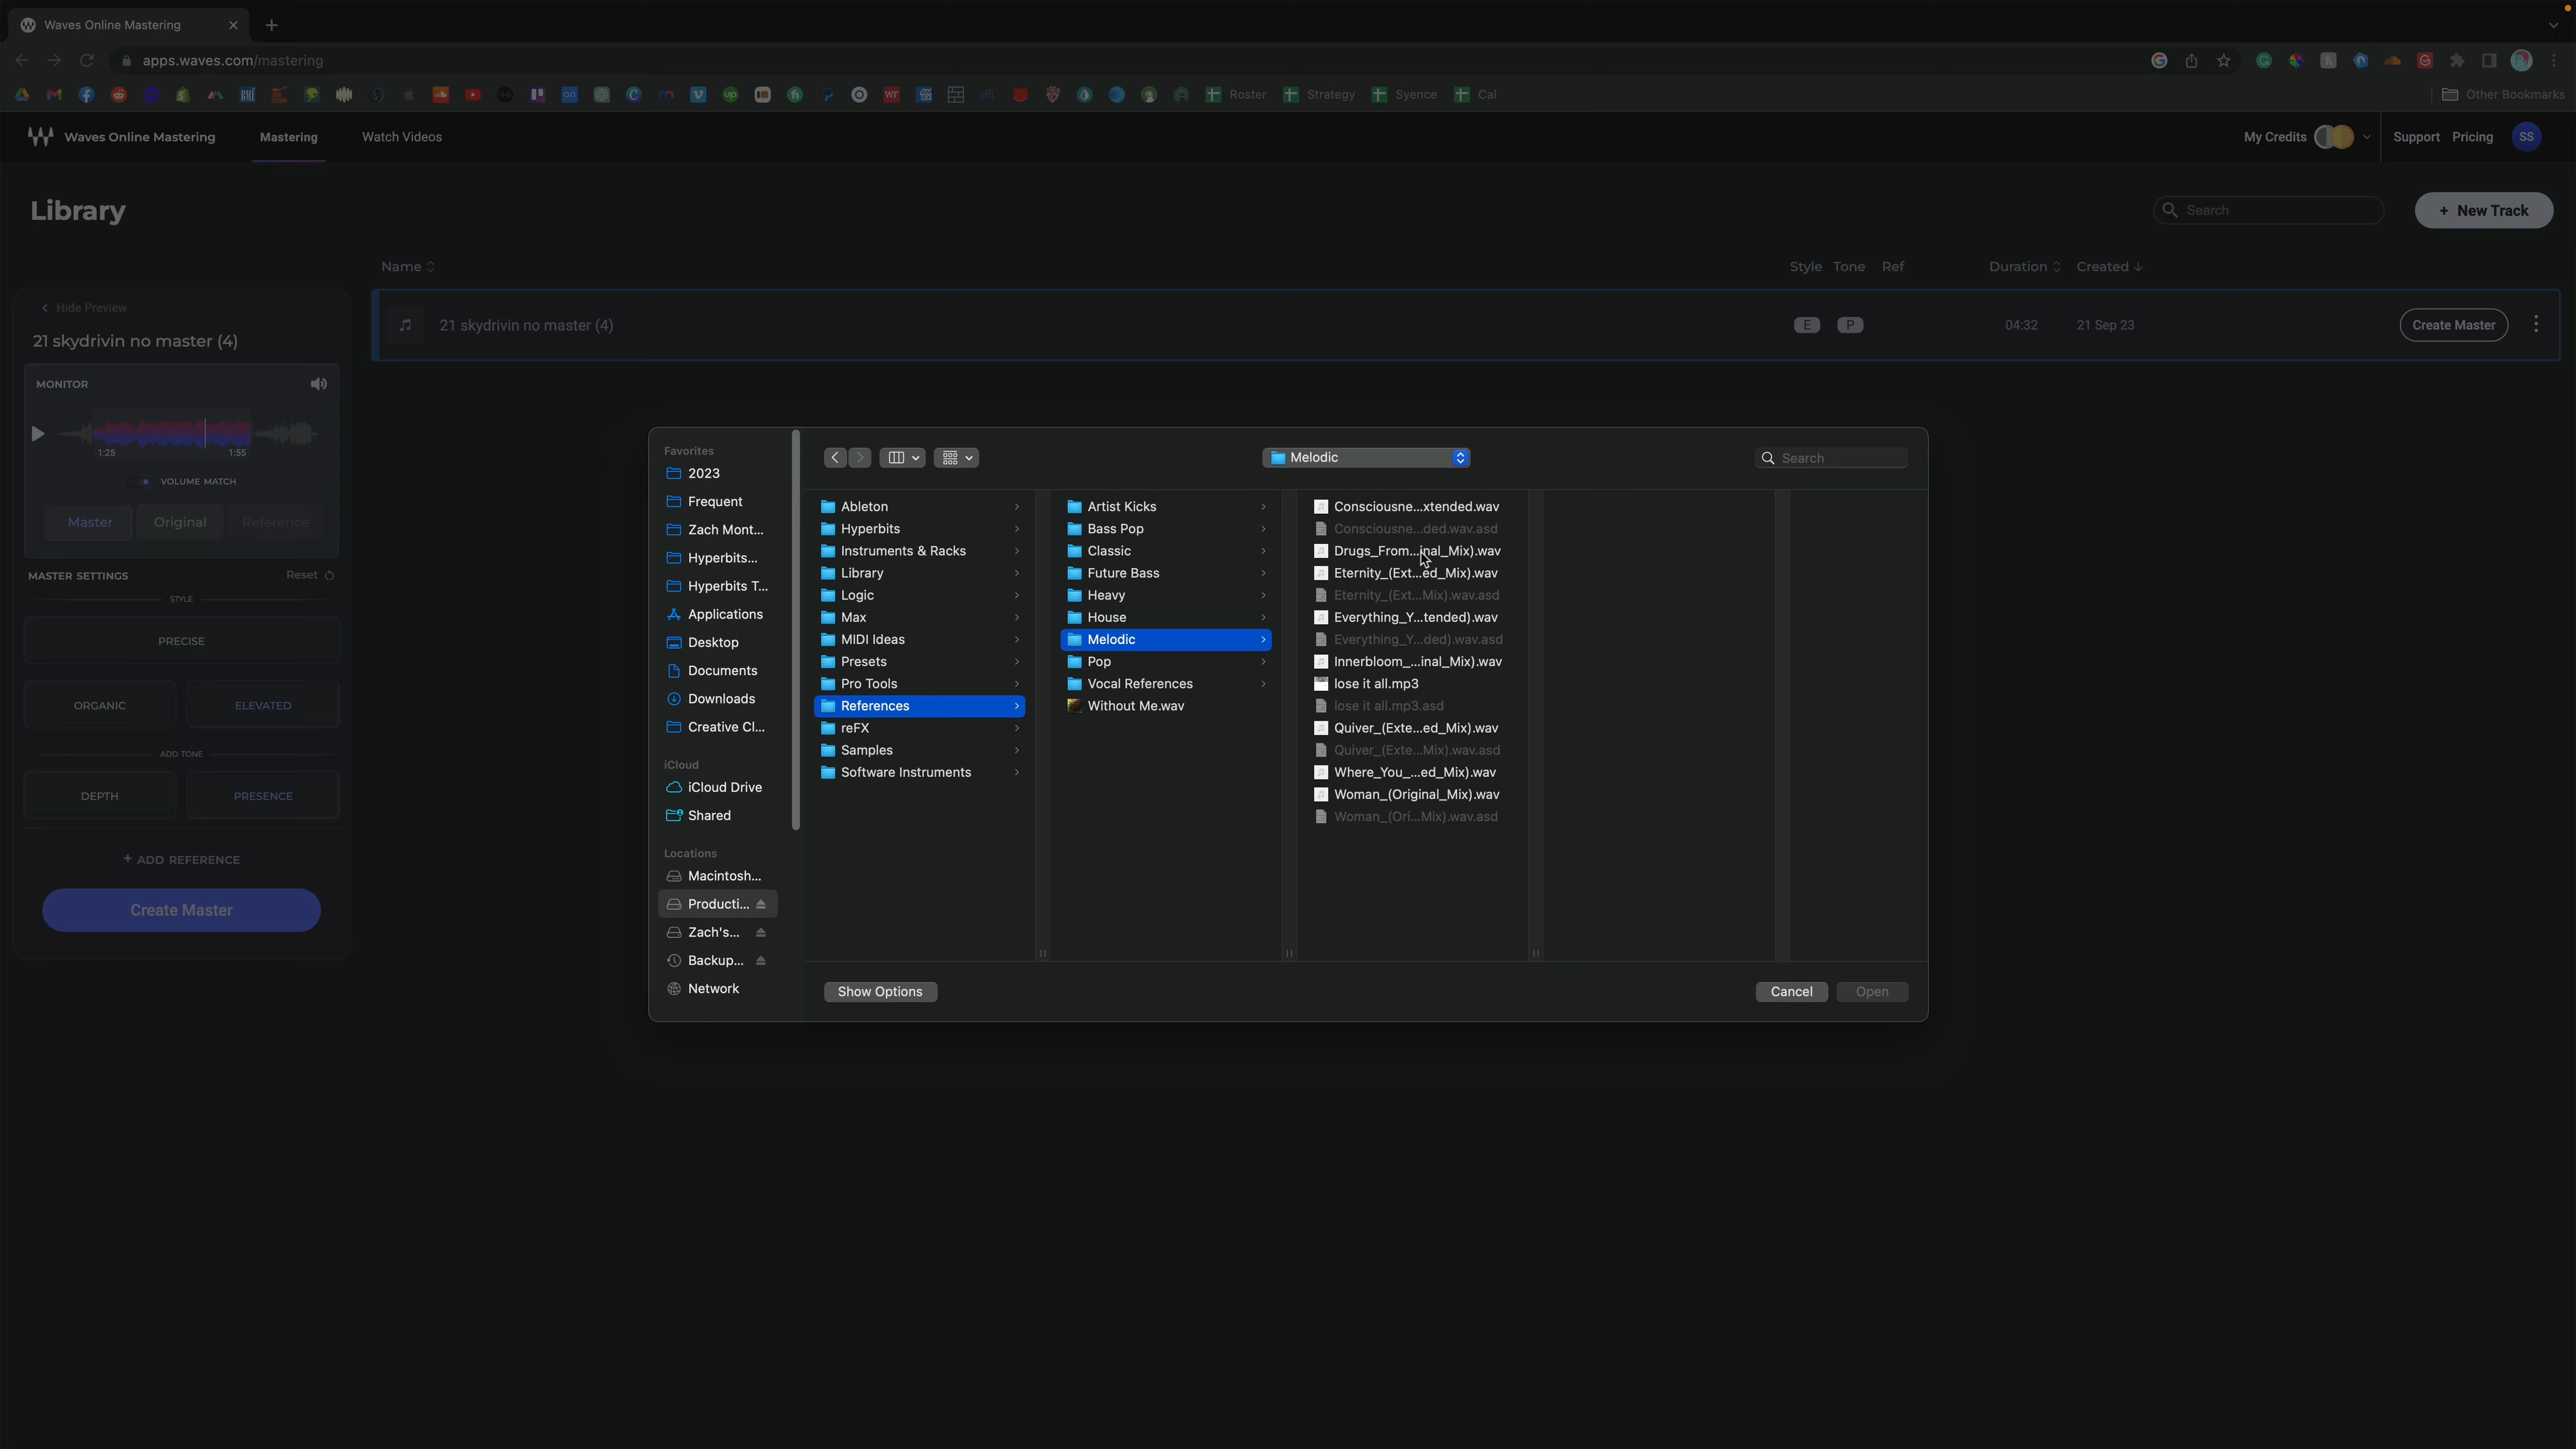 Waves Online Mastering
apps.waves.com/mastering
Roster
Strategy
Syence
Cal
Other Bookmarks
Waves Online Mastering
Mastering
Watch Videos
My Credits
Support
Pricing
SS
Library
Search
+ New Track
Name
Style
Tone
Ref
Duration
Created
21 skydrivin no master (4)
E
P
04:32
21 Sep 23
Create Master
Hide Preview
21 skydrivin no master (4)
MONITOR
1:25
1:55
VOLUME MATCH
Master
Original
Reference
MASTER SETTINGS
Reset
STYLE
PRECISE
ORGANIC
ELEVATED
ADD TONE
DEPTH
PRESENCE
+ ADD REFERENCE
Create Master
Favorites
2023
Frequent
Zach Mont...
Hyperbits...
Hyperbits T...
Applications
Desktop
Documents
Downloads
Creative Cl...
iCloud
iCloud Drive
Shared
Locations
Macintosh...
Producti...
Zach's...
Backup...
Network
Melodic
Search
Ableton
Hyperbits
Instruments & Racks
Library
Logic
Max
MIDI Ideas
Presets
Pro Tools
References
reFX
Samples
Software Instruments
Artist Kicks
Bass Pop
Classic
Future Bass
Heavy
House
Melodic
Pop
Vocal References
Without Me.wav
Consciousne...xtended.wav
Consciousne...ded.wav.asd
Drugs_From...inal_Mix).wav
Eternity_(Ext...ed_Mix).wav
Eternity_(Ext...Mix).wav.asd
Everything_Y...tended).wav
Everything_Y...ded).wav.asd
Innerbloom_...inal_Mix).wav
lose it all.mp3
lose it all.mp3.asd
Quiver_(Exte...ed_Mix).wav
Quiver_(Exte...Mix).wav.asd
Where_You_...ed_Mix).wav
Woman_(Original_Mix).wav
Woman_(Ori...Mix).wav.asd
Show Options
Cancel
Open